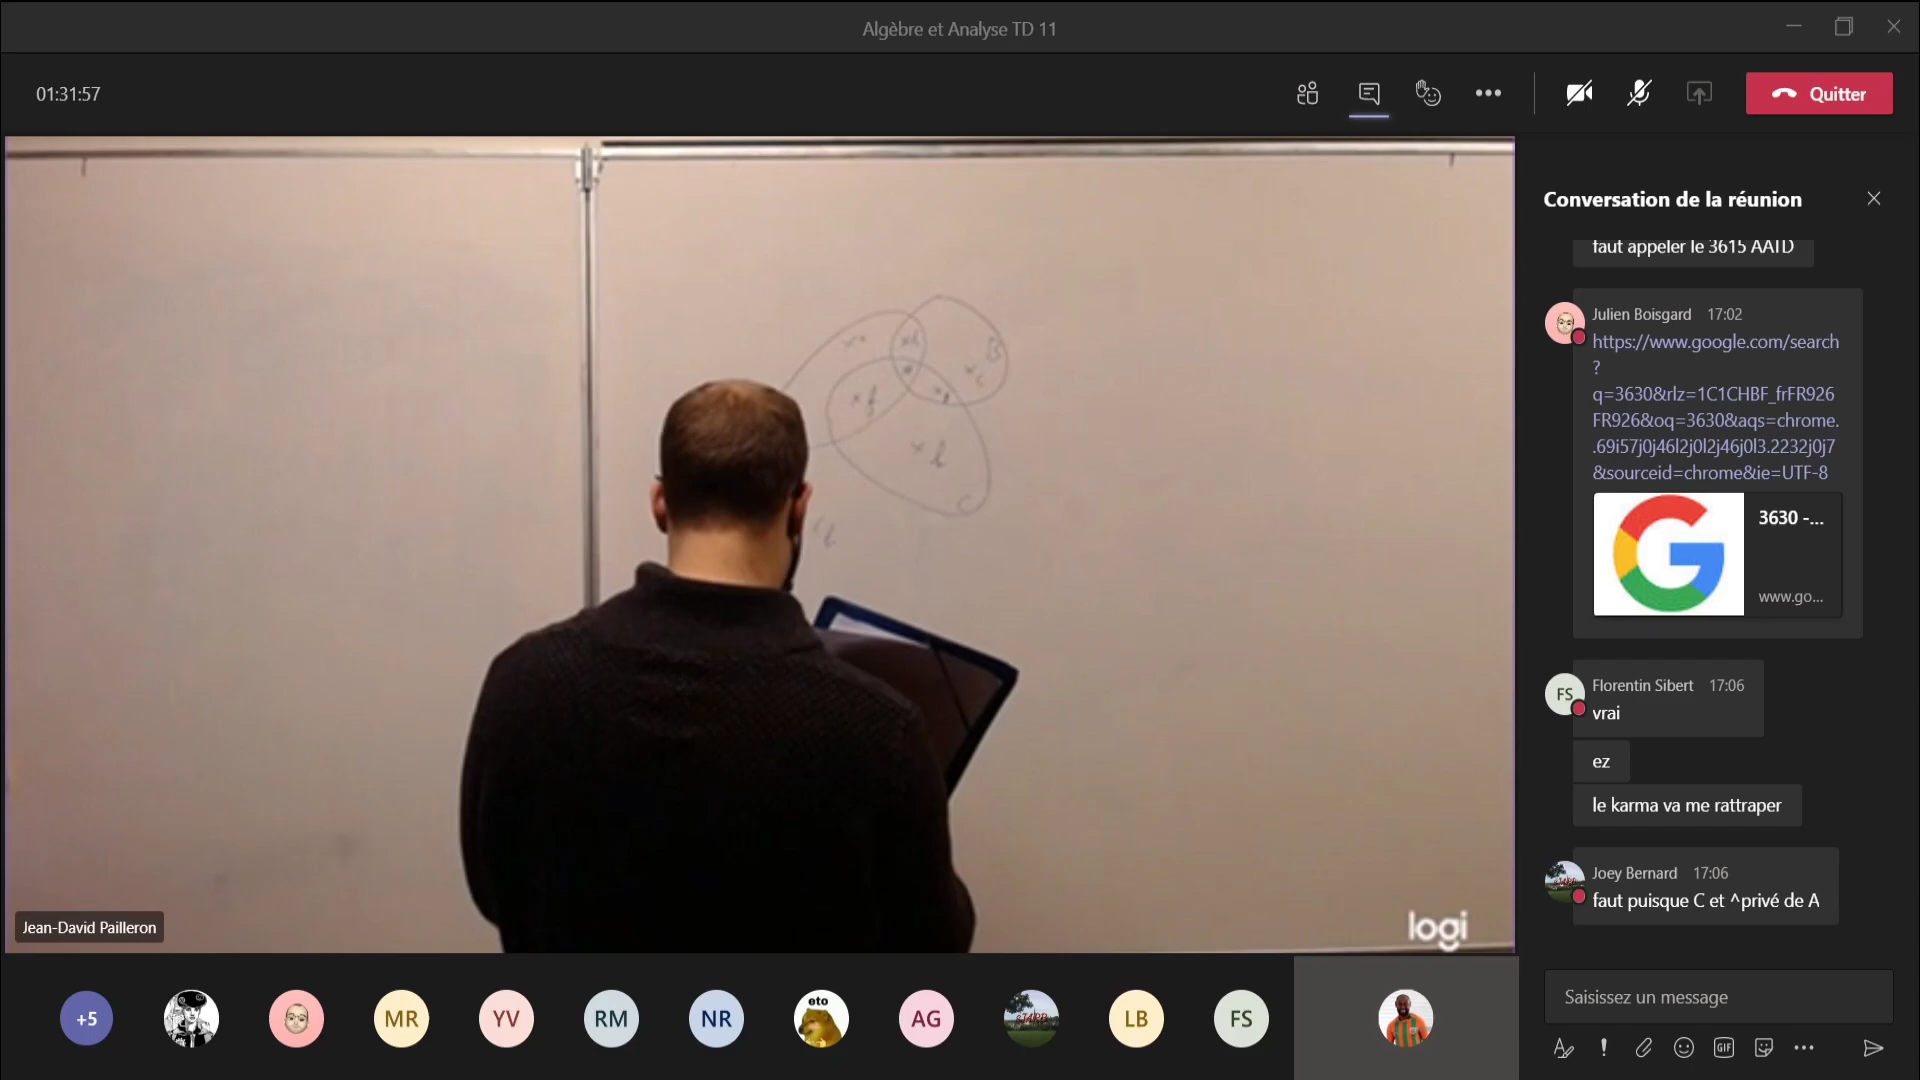 Algèbre et Analyse TD 11
01:31:57
Quitter
B
C
logi
Jean-David Pailleron
Conversation de la réunion
faut appeler le 3615 AATD
Julien Boisgard 17:02
https://www.google.com/search
?
q=3630&rlz=1C1CHBF_frFR926
FR926&oq=3630&aqs=chrome.
.69i57j0j46l2j0l2j46j0l3.2232j0j7
&sourceid=chrome&ie=UTF-8
3630 -...
www.go...
FS
Florentin Sibert 17:06
vrai
ez
le karma va me rattraper
Joey Bernard 17:06
faut puisque C et ^privé de A
Saisissez un message
GIF
+5
MR
YV
RM
NR
eto
AG
LB
FS